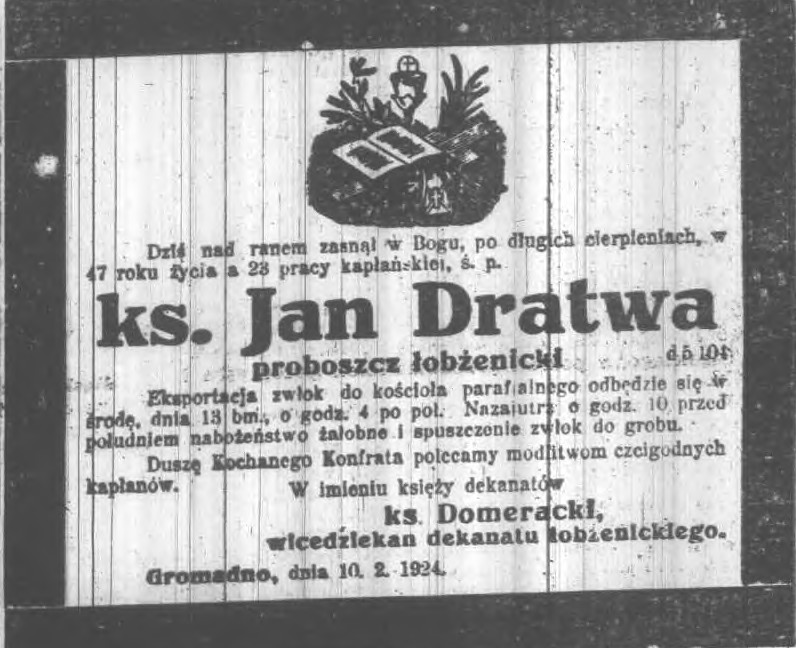 Dziś nad ranem zasnął w Bogu, po długich cierpieniach, w
47 roku życia a 23 pracy kapłańskiej, ś. p.
ks. Jan Dratwa
proboszcz łobżenicki
Eksportacja zwłok do kościoła parafialnego odbędzie się w
środę, dnia 13 bm., o godz. 4 po poł. Nazajutrz o godz. 10 przed
południem nabożeństwo żałobne i spuszczenie zwłok do grobu.
Duszę Kochanego Konfrata polecamy modlitwom czcigodnych
kapłanów. W imieniu księży dekanatów
ks. Domeracki,
wicedziekan dekanatu łobżenickiego.
Gromadno, dnia 10. 2. 1924.